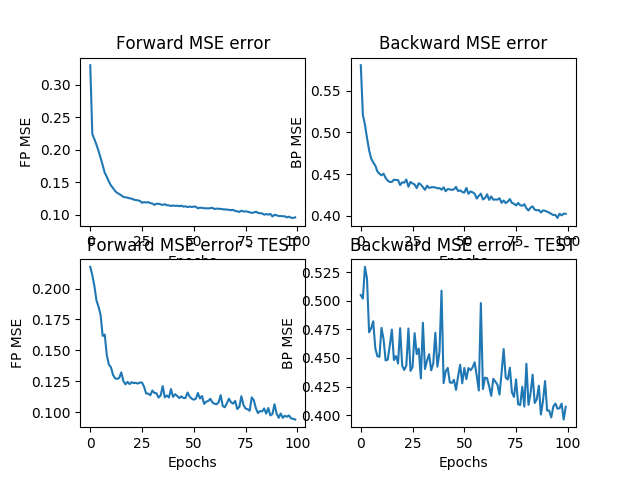 Forward MSE error
Backward MSE error
FP MSE
0.30
0.25
0.20
0.15
0.10
0 25 50 75 100
Epochs
BP MSE
0.55
0.50
0.45
0.40
0 25 50 75 100
Epochs
Forward MSE error - TEST
Backward MSE error - TEST
FP MSE
0.200
0.175
0.150
0.125
0.100
0 25 50 75 100
Epochs
BP MSE
0.525
0.500
0.475
0.450
0.425
0.400
0 25 50 75 100
Epochs